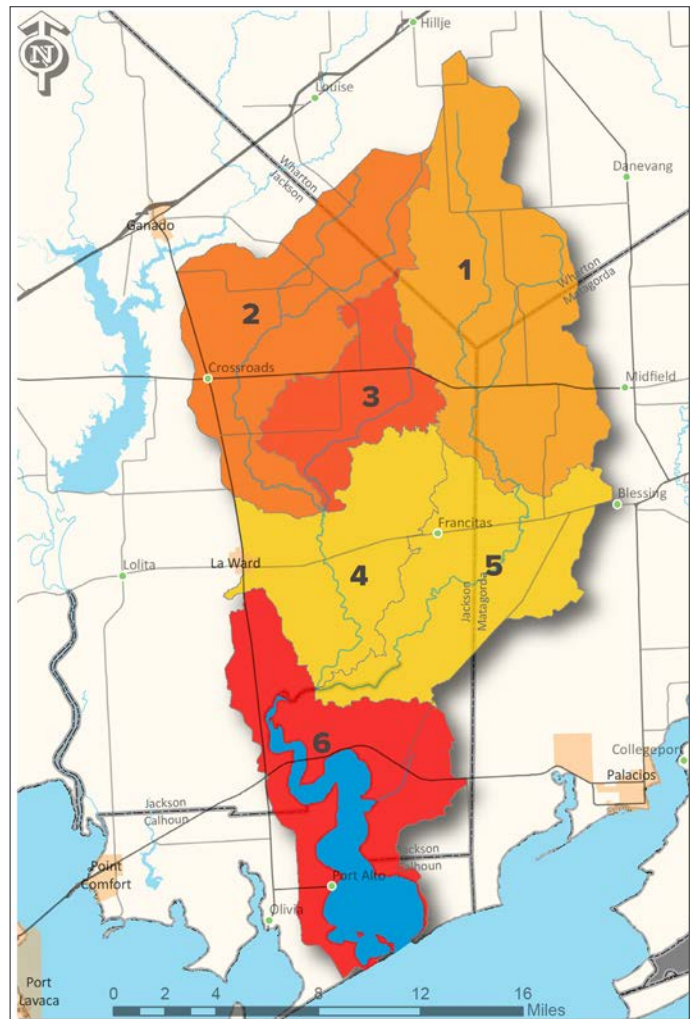 N
Hillje
Louise
Danevang
Wharton
Jackson
Ganado
1
Wharton
Matagorda
2
Crossroads
Midfield
3
Blessing
Francitas
La Ward
Lolita
4
5
Jackson
Matagorda
6
Collegeport
Palacios
Jackson
Calhoun
Jackson
Calhoun
Point
Comfort
Port Alto
Olivia
Port
Lavaca
0 4 8 12 16
Miles